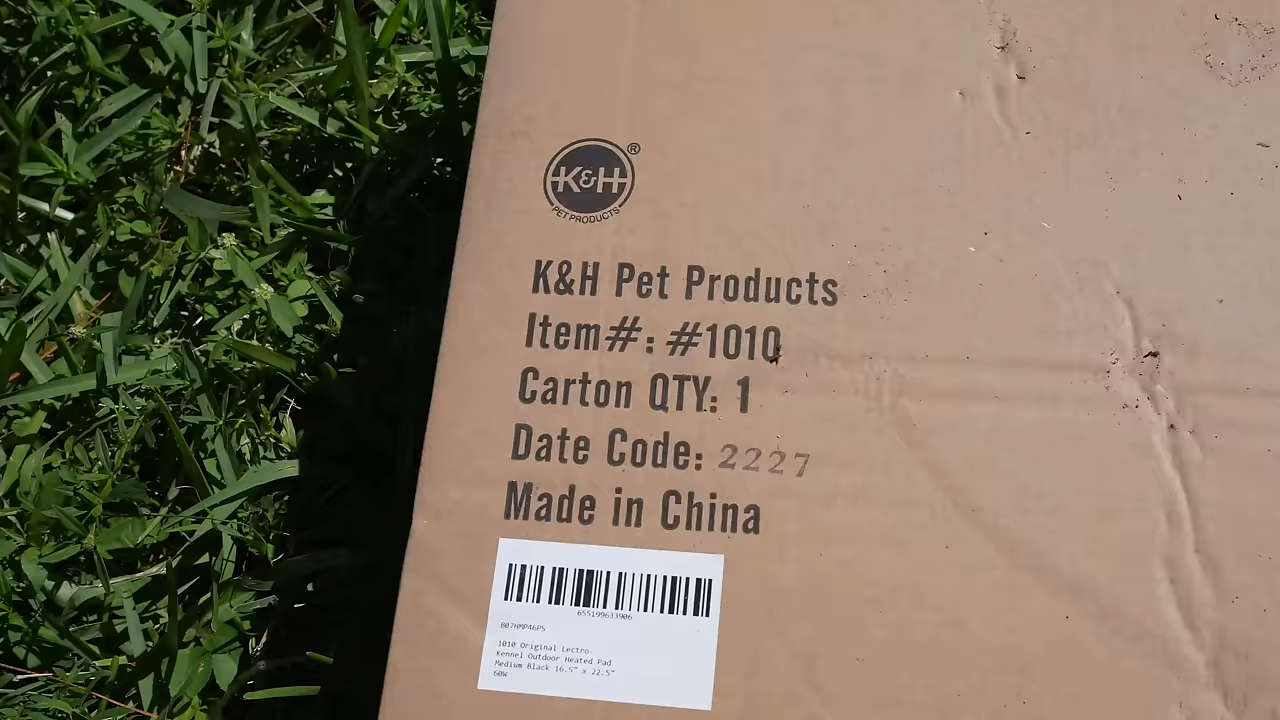 K&H®
PET PRODUCTS
K&H Pet Products
Item#: #1010
Carton QTY: 1
Date Code: 2227
Made in China
655199633906
B07HMP46PS
1010 Original Lectro-
Kennel Outdoor Heated Pad
Medium Black 16.5" x 22.5"
60W